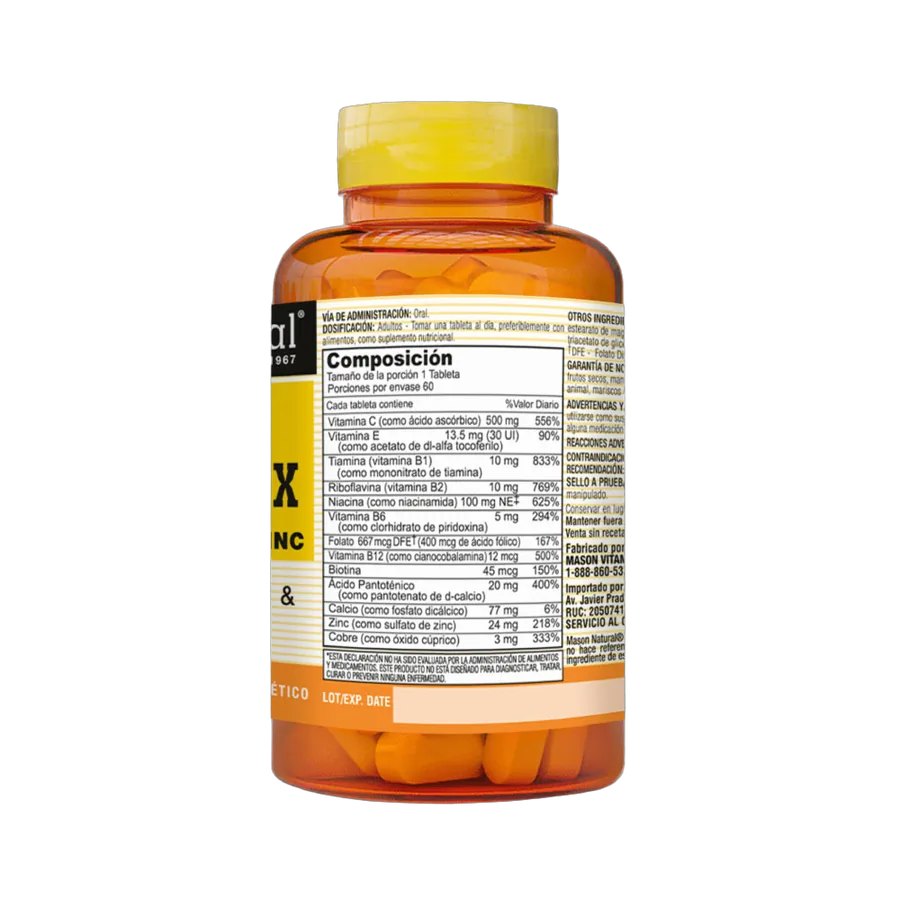 al®
1967
X
NC
&
ÉTICO
VÍA DE ADMINISTRACIÓN: Oral.
DOSIFICACIÓN: Adultos - Tomar una tableta al día, preferiblemente con
alimentos, como suplemento nutricional.
Composición
Tamaño de la porción 1 Tableta
Porciones por envase 60
Cada tableta contiene %Valor Diario
Vitamina C (como ácido ascórbico) 500 mg 556%
Vitamina E 13.5 mg (30 UI) 90%
(como acetato de dl-alfa tocoferilo)
Tiamina (vitamina B1) 10 mg 833%
(como mononitrato de tiamina)
Riboflavina (vitamina B2) 10 mg 769%
Niacina (como niacinamida) 100 mg NE‡ 625%
Vitamina B6 5 mg 294%
(como clorhidrato de piridoxina)
Folato 667 mcg DFE† (400 mcg de ácido fólico) 167%
Vitamina B12 (como cianocobalamina) 12 mcg 500%
Biotina 45 mcg 150%
Ácido Pantoténico 20 mg 400%
(como pantotenato de d-calcio)
Calcio (como fosfato dicálcico) 77 mg 6%
Zinc (como sulfato de zinc) 24 mg 218%
Cobre (como óxido cúprico) 3 mg 333%
*ESTA DECLARACIÓN NO HA SIDO EVALUADA POR LA ADMINISTRACIÓN DE ALIMENTOS
Y MEDICAMENTOS. ESTE PRODUCTO NO ESTÁ DISEÑADO PARA DIAGNOSTICAR, TRATAR,
CURAR O PREVENIR NINGUNA ENFERMEDAD.
LOT/EXP. DATE
OTROS INGREDIE
estearato de mag
triacetato de glic
†DFE - Folato Di
GARANTÍA DE NO
frutos secos, man
animal, mariscos
ADVERTENCIAS Y
utilizarse como sus
alguna medicación
REACCIONES ADVE
CONTRAINDICAC
RECOMENDACIÓN:
SELLO A PRUEBA
manipulado.
Conservar en lug
Mantener fuera
Venta sin receta
Fabricado por
MASON VITAM
1-888-860-53
Importado por:
Av. Javier Prad
RUC: 2050741
SERVICIO AL C
Mason Natural®
no hace referen
ingrediente de es